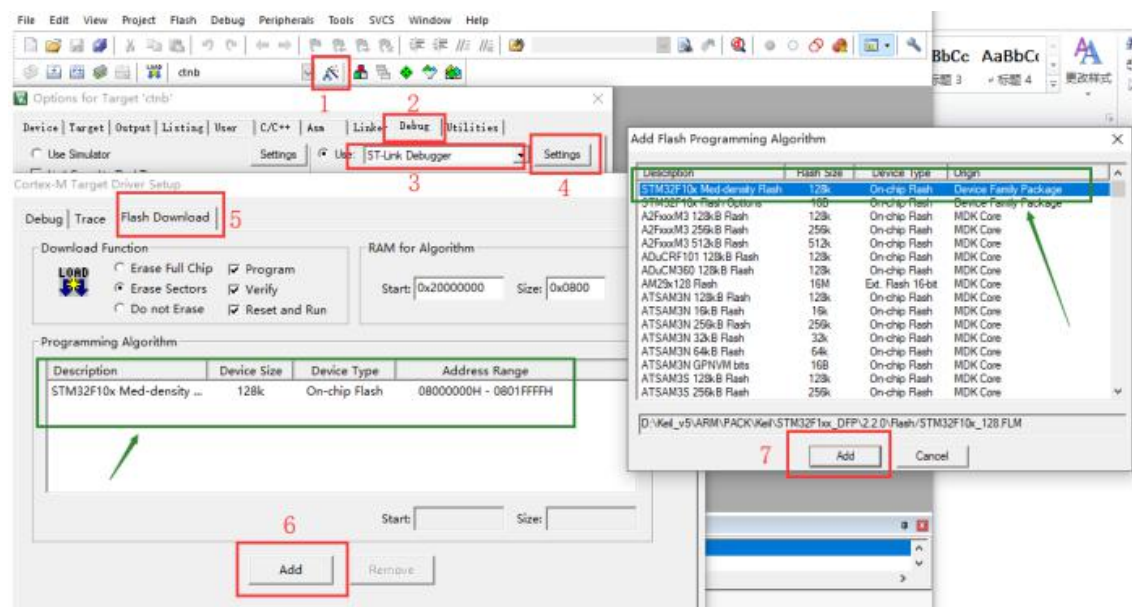 File Edit View Project Flash Debug Peripherals Tools SVCS Window Help
ctnb
1
BbCc AaBbCc
标题 3 标题 4 更改样式
Options for Target 'ctnb'
2
Device Target Output Listing User C/C++ Asm Linker Debug Utilities
Use Simulator Settings Use: ST-Link Debugger Settings
3 4
Cortex-M Target Driver Setup
Debug Trace Flash Download 5
Download Function RAM for Algorithm
LOAD
Erase Full Chip Program
Erase Sectors Verify Start: 0x20000000 Size: 0x0800
Do not Erase Reset and Run
Programming Algorithm
Description Device Size Device Type Address Range
STM32F10x Med-density ... 128k On-chip Flash 08000000H - 0801FFFFH
Start: Size:
6
Add Remove
Add Flash Programming Algorithm
Description Flash Size Device Type Origin
STM32F10x Med-density Flash 128k On-chip Flash Device Family Package
STM32F10x Flash Options 16B On-chip Flash Device Family Package
A2FxxxM3 128kB Flash 128k On-chip Flash MDK Core
A2FxxxM3 256kB Flash 256k On-chip Flash MDK Core
A2FxxxM3 512kB Flash 512k On-chip Flash MDK Core
ADuCRF101 128kB Flash 128k On-chip Flash MDK Core
ADuCM360 128kB Flash 128k On-chip Flash MDK Core
AM29x128 Flash 16M Ext. Flash 16-bit MDK Core
ATSAM3N 128kB Flash 128k On-chip Flash MDK Core
ATSAM3N 16kB Flash 16k On-chip Flash MDK Core
ATSAM3N 256kB Flash 256k On-chip Flash MDK Core
ATSAM3N 32kB Flash 32k On-chip Flash MDK Core
ATSAM3N 64kB Flash 64k On-chip Flash MDK Core
ATSAM3N GPNVM bits 16B On-chip Flash MDK Core
ATSAM3S 128kB Flash 128k On-chip Flash MDK Core
ATSAM3S 256kB Flash 256k On-chip Flash MDK Core
D:\Keil_v5\ARM\PACK\Keil\STM32F1xx_DFP\2.2.0\Flash/STM32F10x_128.FLM
7 Add Cancel